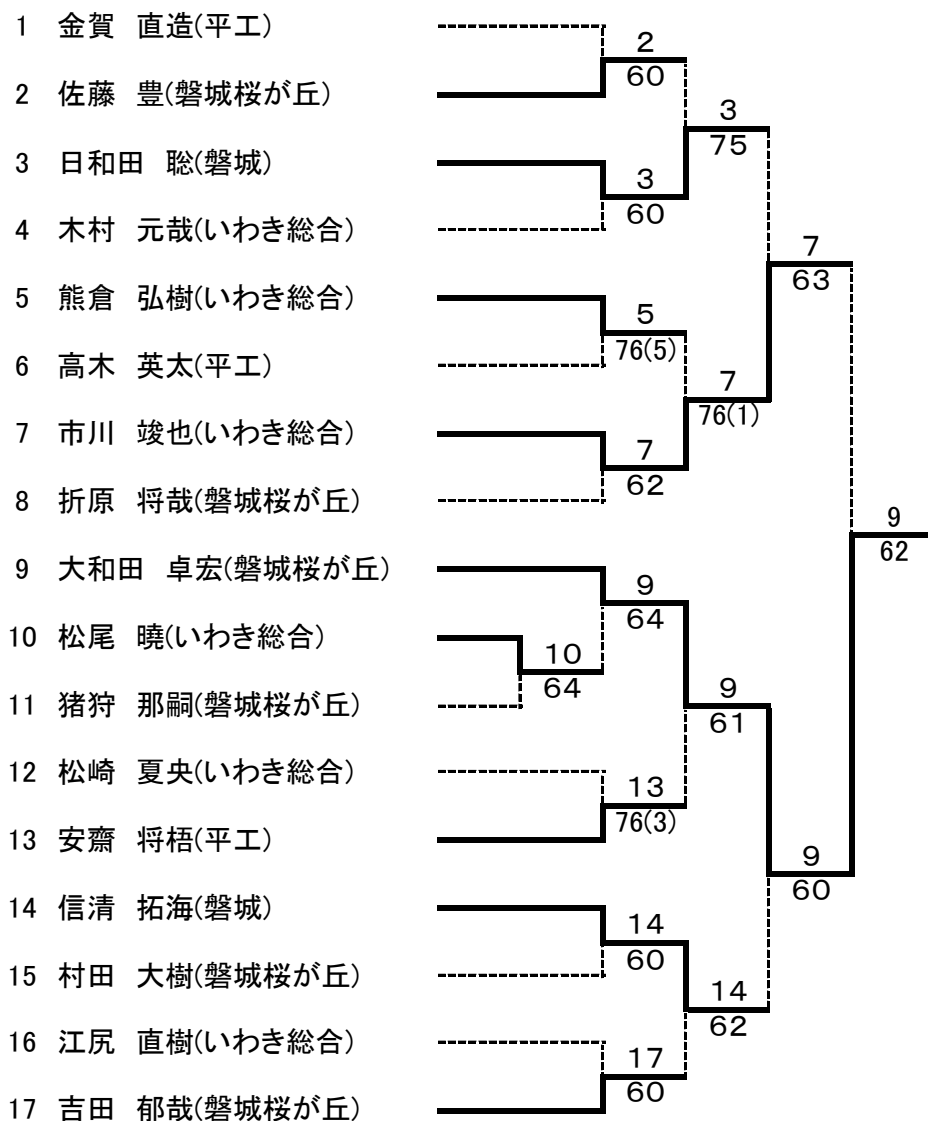 1 金賀 直造(平工)
2 佐藤 豊(磐城桜が丘)
3 日和田 聡(磐城)
4 木村 元哉(いわき総合)
5 熊倉 弘樹(いわき総合)
6 高木 英太(平工)
7 市川 竣也(いわき総合)
8 折原 将哉(磐城桜が丘)
9 大和田 卓宏(磐城桜が丘)
10 松尾 曉(いわき総合)
11 猪狩 那嗣(磐城桜が丘)
12 松崎 夏央(いわき総合)
13 安齋 将梧(平工)
14 信清 拓海(磐城)
15 村田 大樹(磐城桜が丘)
16 江尻 直樹(いわき総合)
17 吉田 郁哉(磐城桜が丘)
10
64
2
60
3
60
5
76(5)
7
62
9
64
13
76(3)
14
60
17
60
3
75
7
76(1)
9
61
14
62
7
63
9
60
9
62